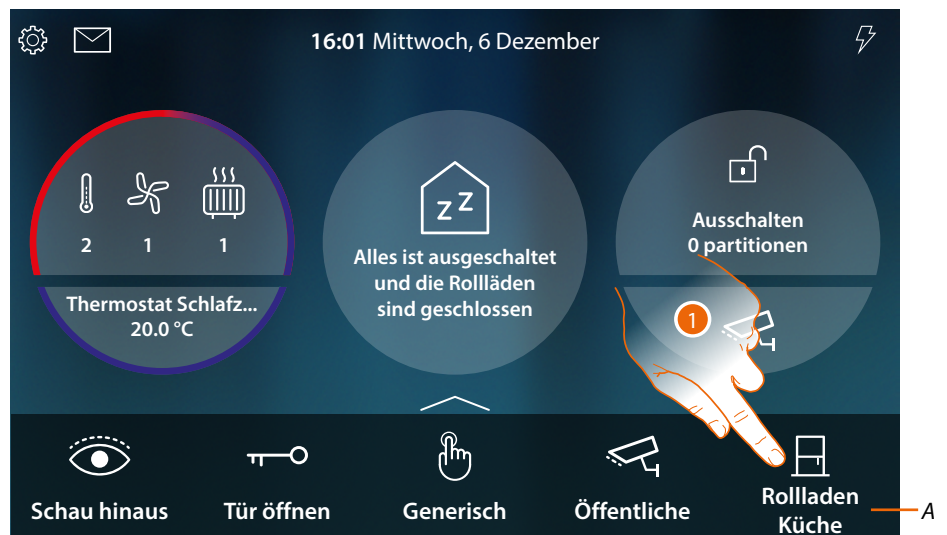 16:01 Mittwoch, 6 Dezember
2 1 1
Thermostat Schlafz...
20.0 °C
Alles ist ausgeschaltet
und die Rollläden
sind geschlossen
z z
Ausschalten
0 partitionen
1
Schau hinaus
Tür öffnen
Generisch
Öffentliche
Rollladen
Küche
A